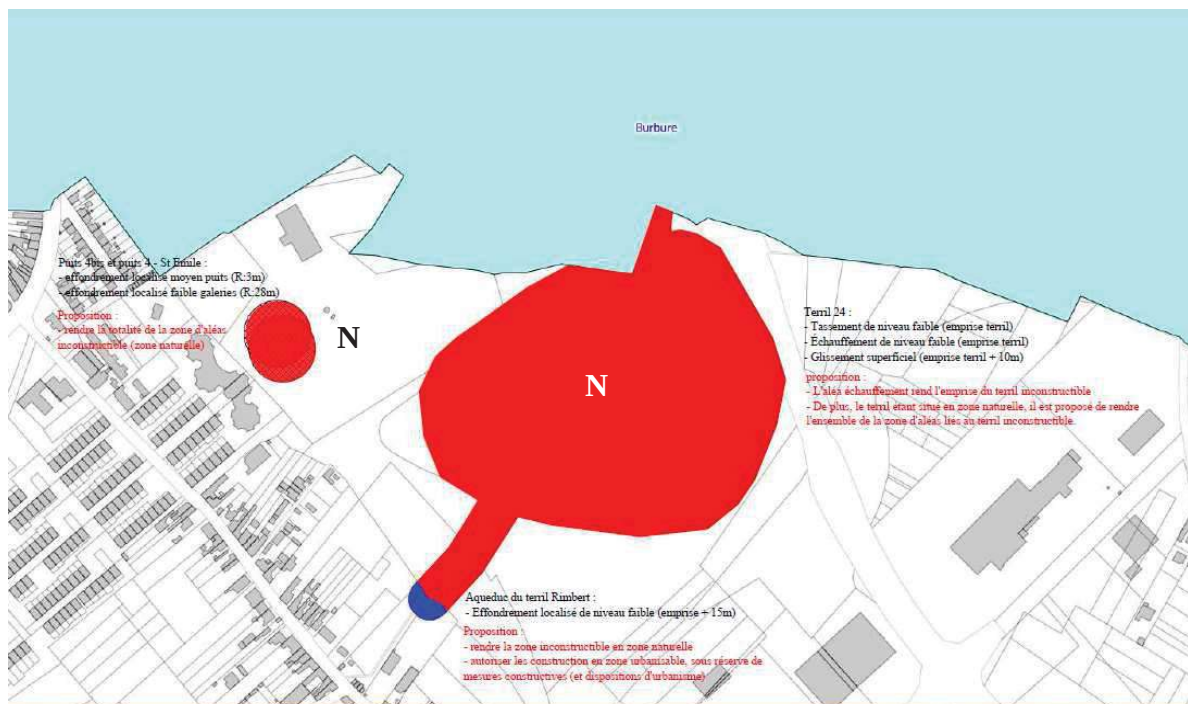 Burbure
Puits 4bis et puits 4 - St Emile :
- effondrement localisé moyen puits (R:3m)
- effondrement localisé faible galeries (R:28m)
Proposition :
- rendre la totalité de la zone d'aléas
inconstructible (zone naturelle)
N
N
Terril 24 :
- Tassement de niveau faible (emprise terril)
- Échauffement de niveau faible (emprise terril)
- Glissement superficiel (emprise terril + 10m)
proposition :
- L'aléa échauffement rend l'emprise du terril inconstructible
- De plus, le terril étant situé en zone naturelle, il est proposé de rendre
l'ensemble de la zone d'aléas liés au terril inconstructible.
Aqueduc du terril Rimbert :
- Effondrement localisé de niveau faible (emprise + 15m)
Proposition :
- rendre la zone inconstructible en zone naturelle
- autoriser les construction en zone urbanisable, sous réserve de
mesures constructives (et dispositions d'urbanisme)